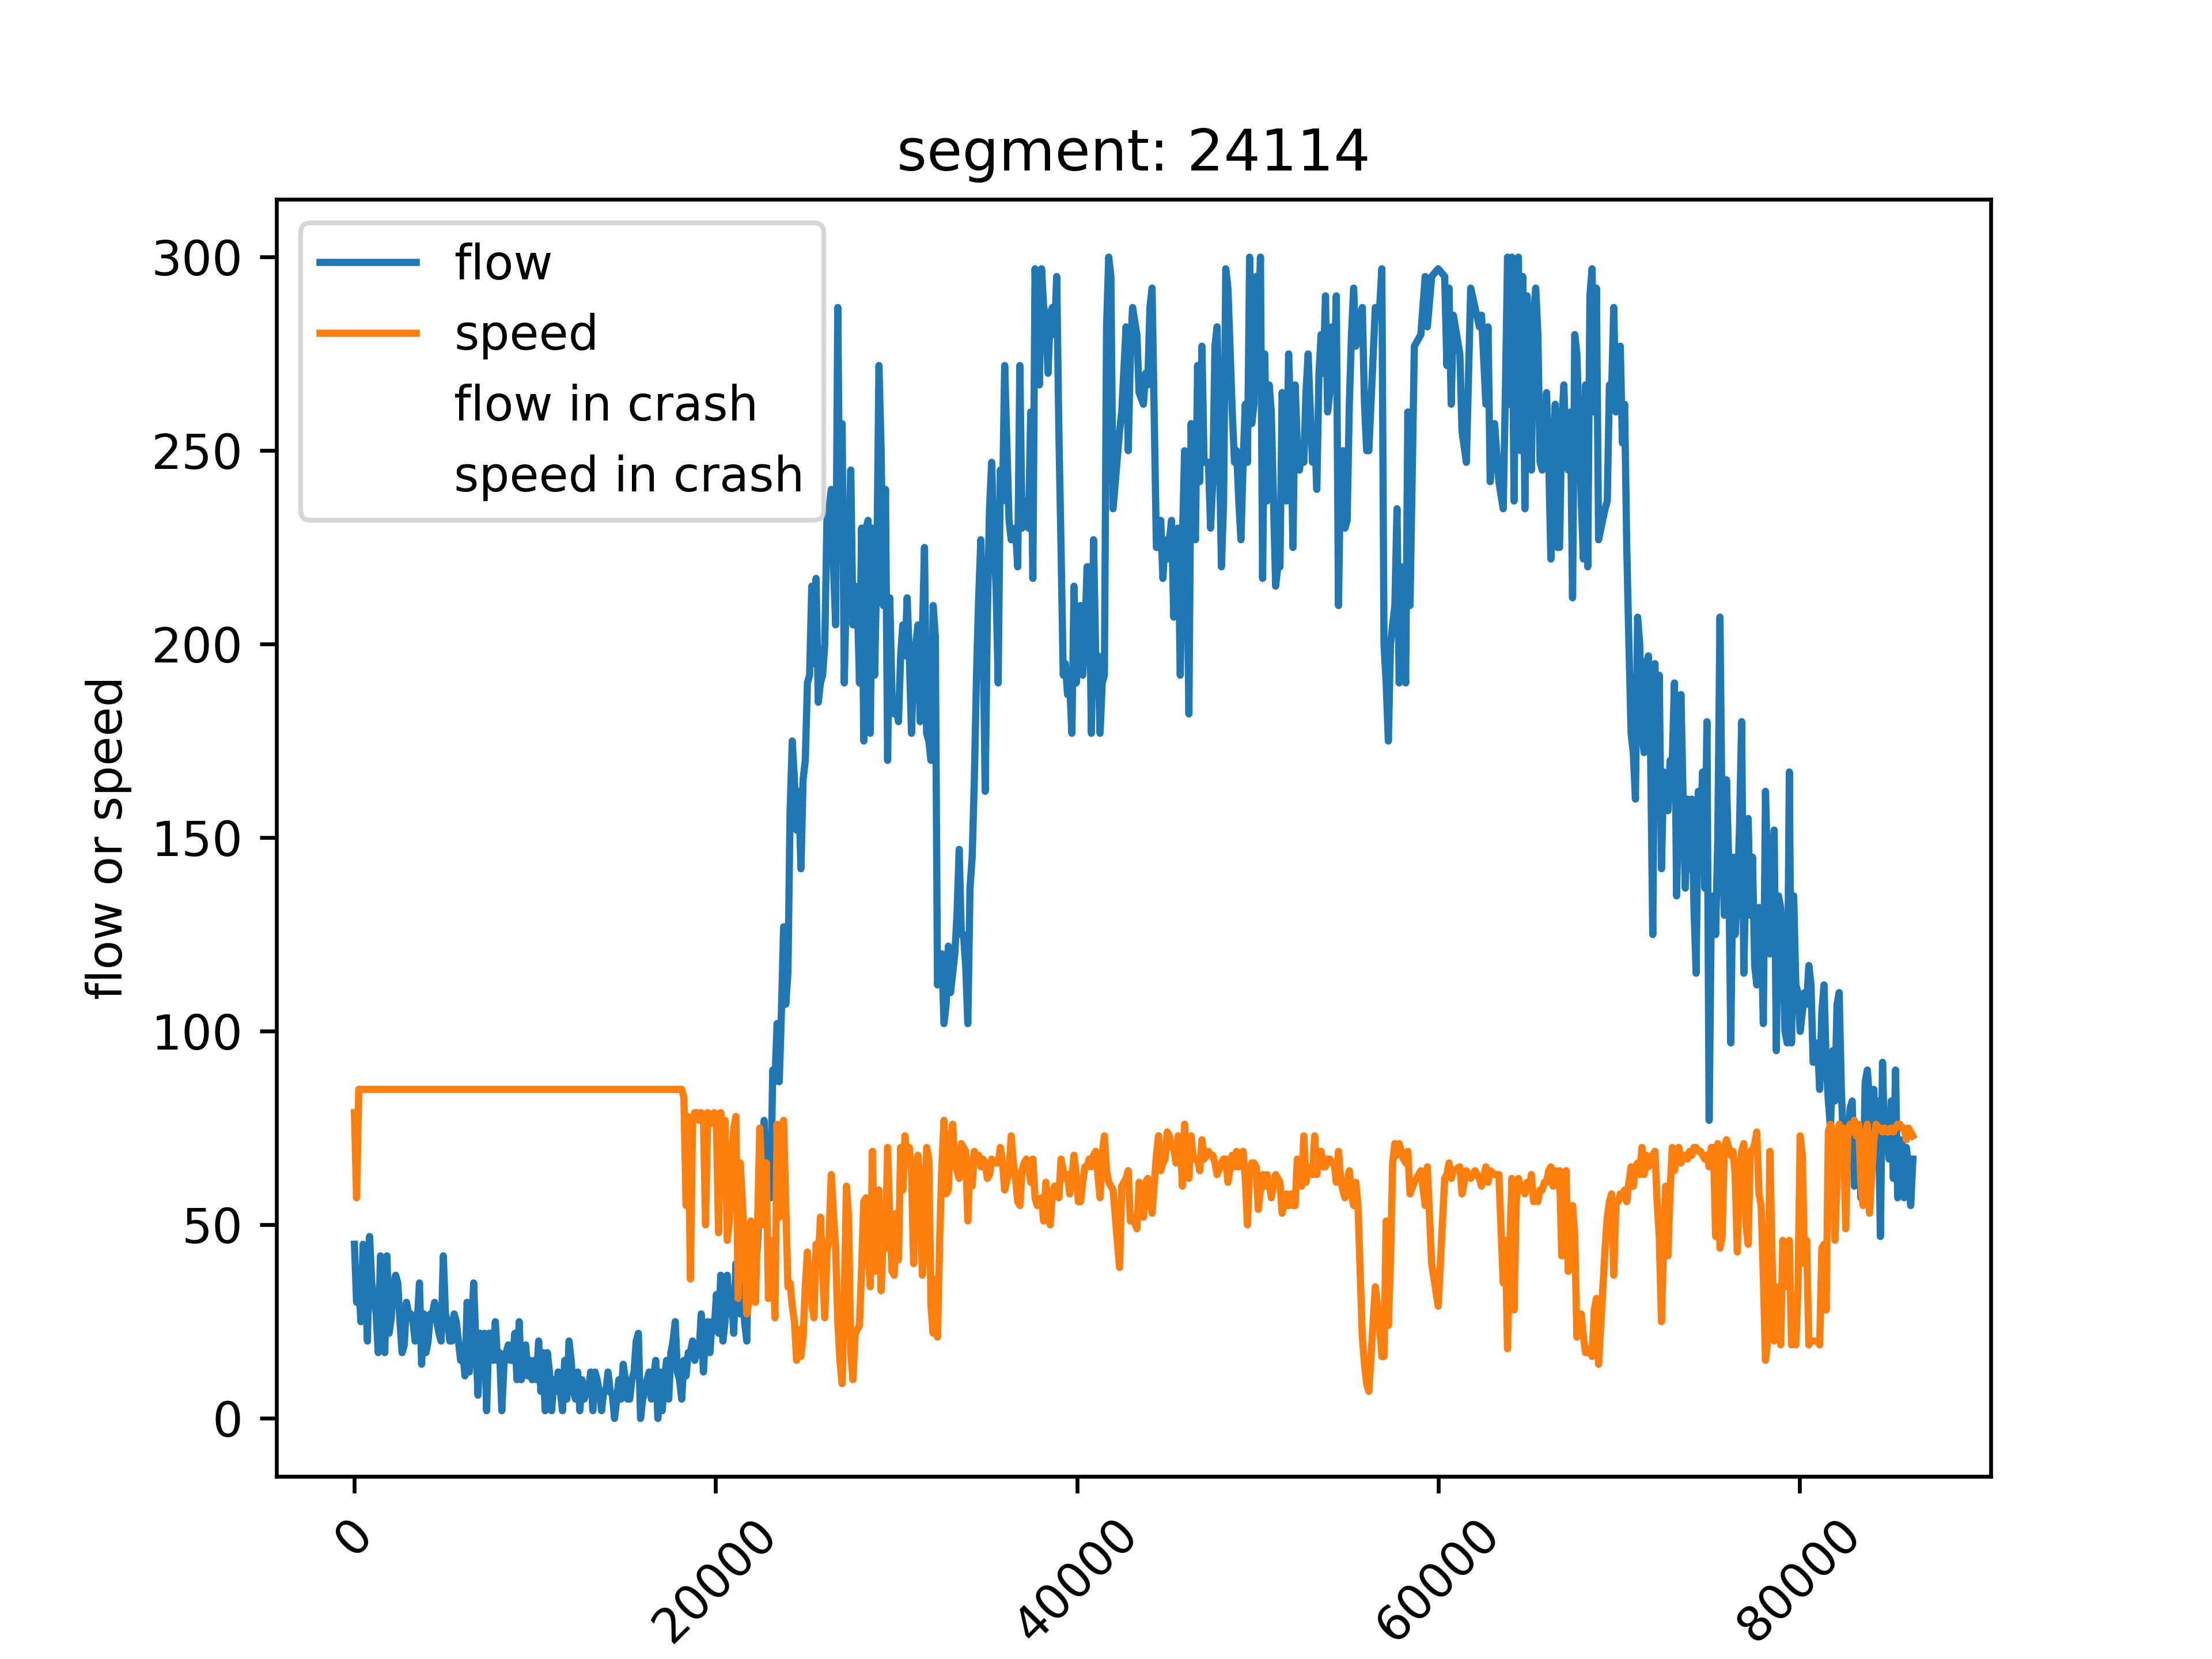 segment: 24114
flow
speed
flow in crash
speed in crash
flow or speed
300
250
200
150
100
50
0
0
20000
40000
60000
80000